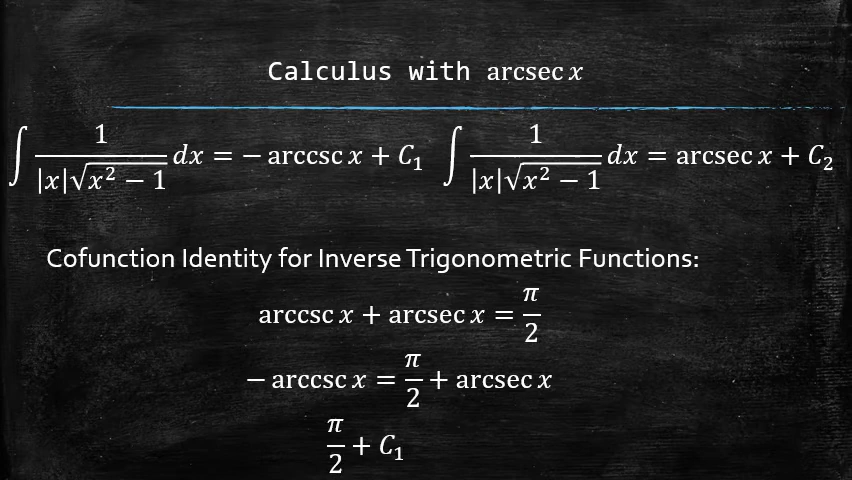 Calculus with arcsec x
∫ 1/(|x|√(x² − 1)) dx = − arccsc x + C₁   ∫ 1/(|x|√(x² − 1)) dx = arcsec x + C₂
Cofunction Identity for Inverse Trigonometric Functions:
arccsc x + arcsec x = π/2
− arccsc x = π/2 + arcsec x
π/2 + C₁